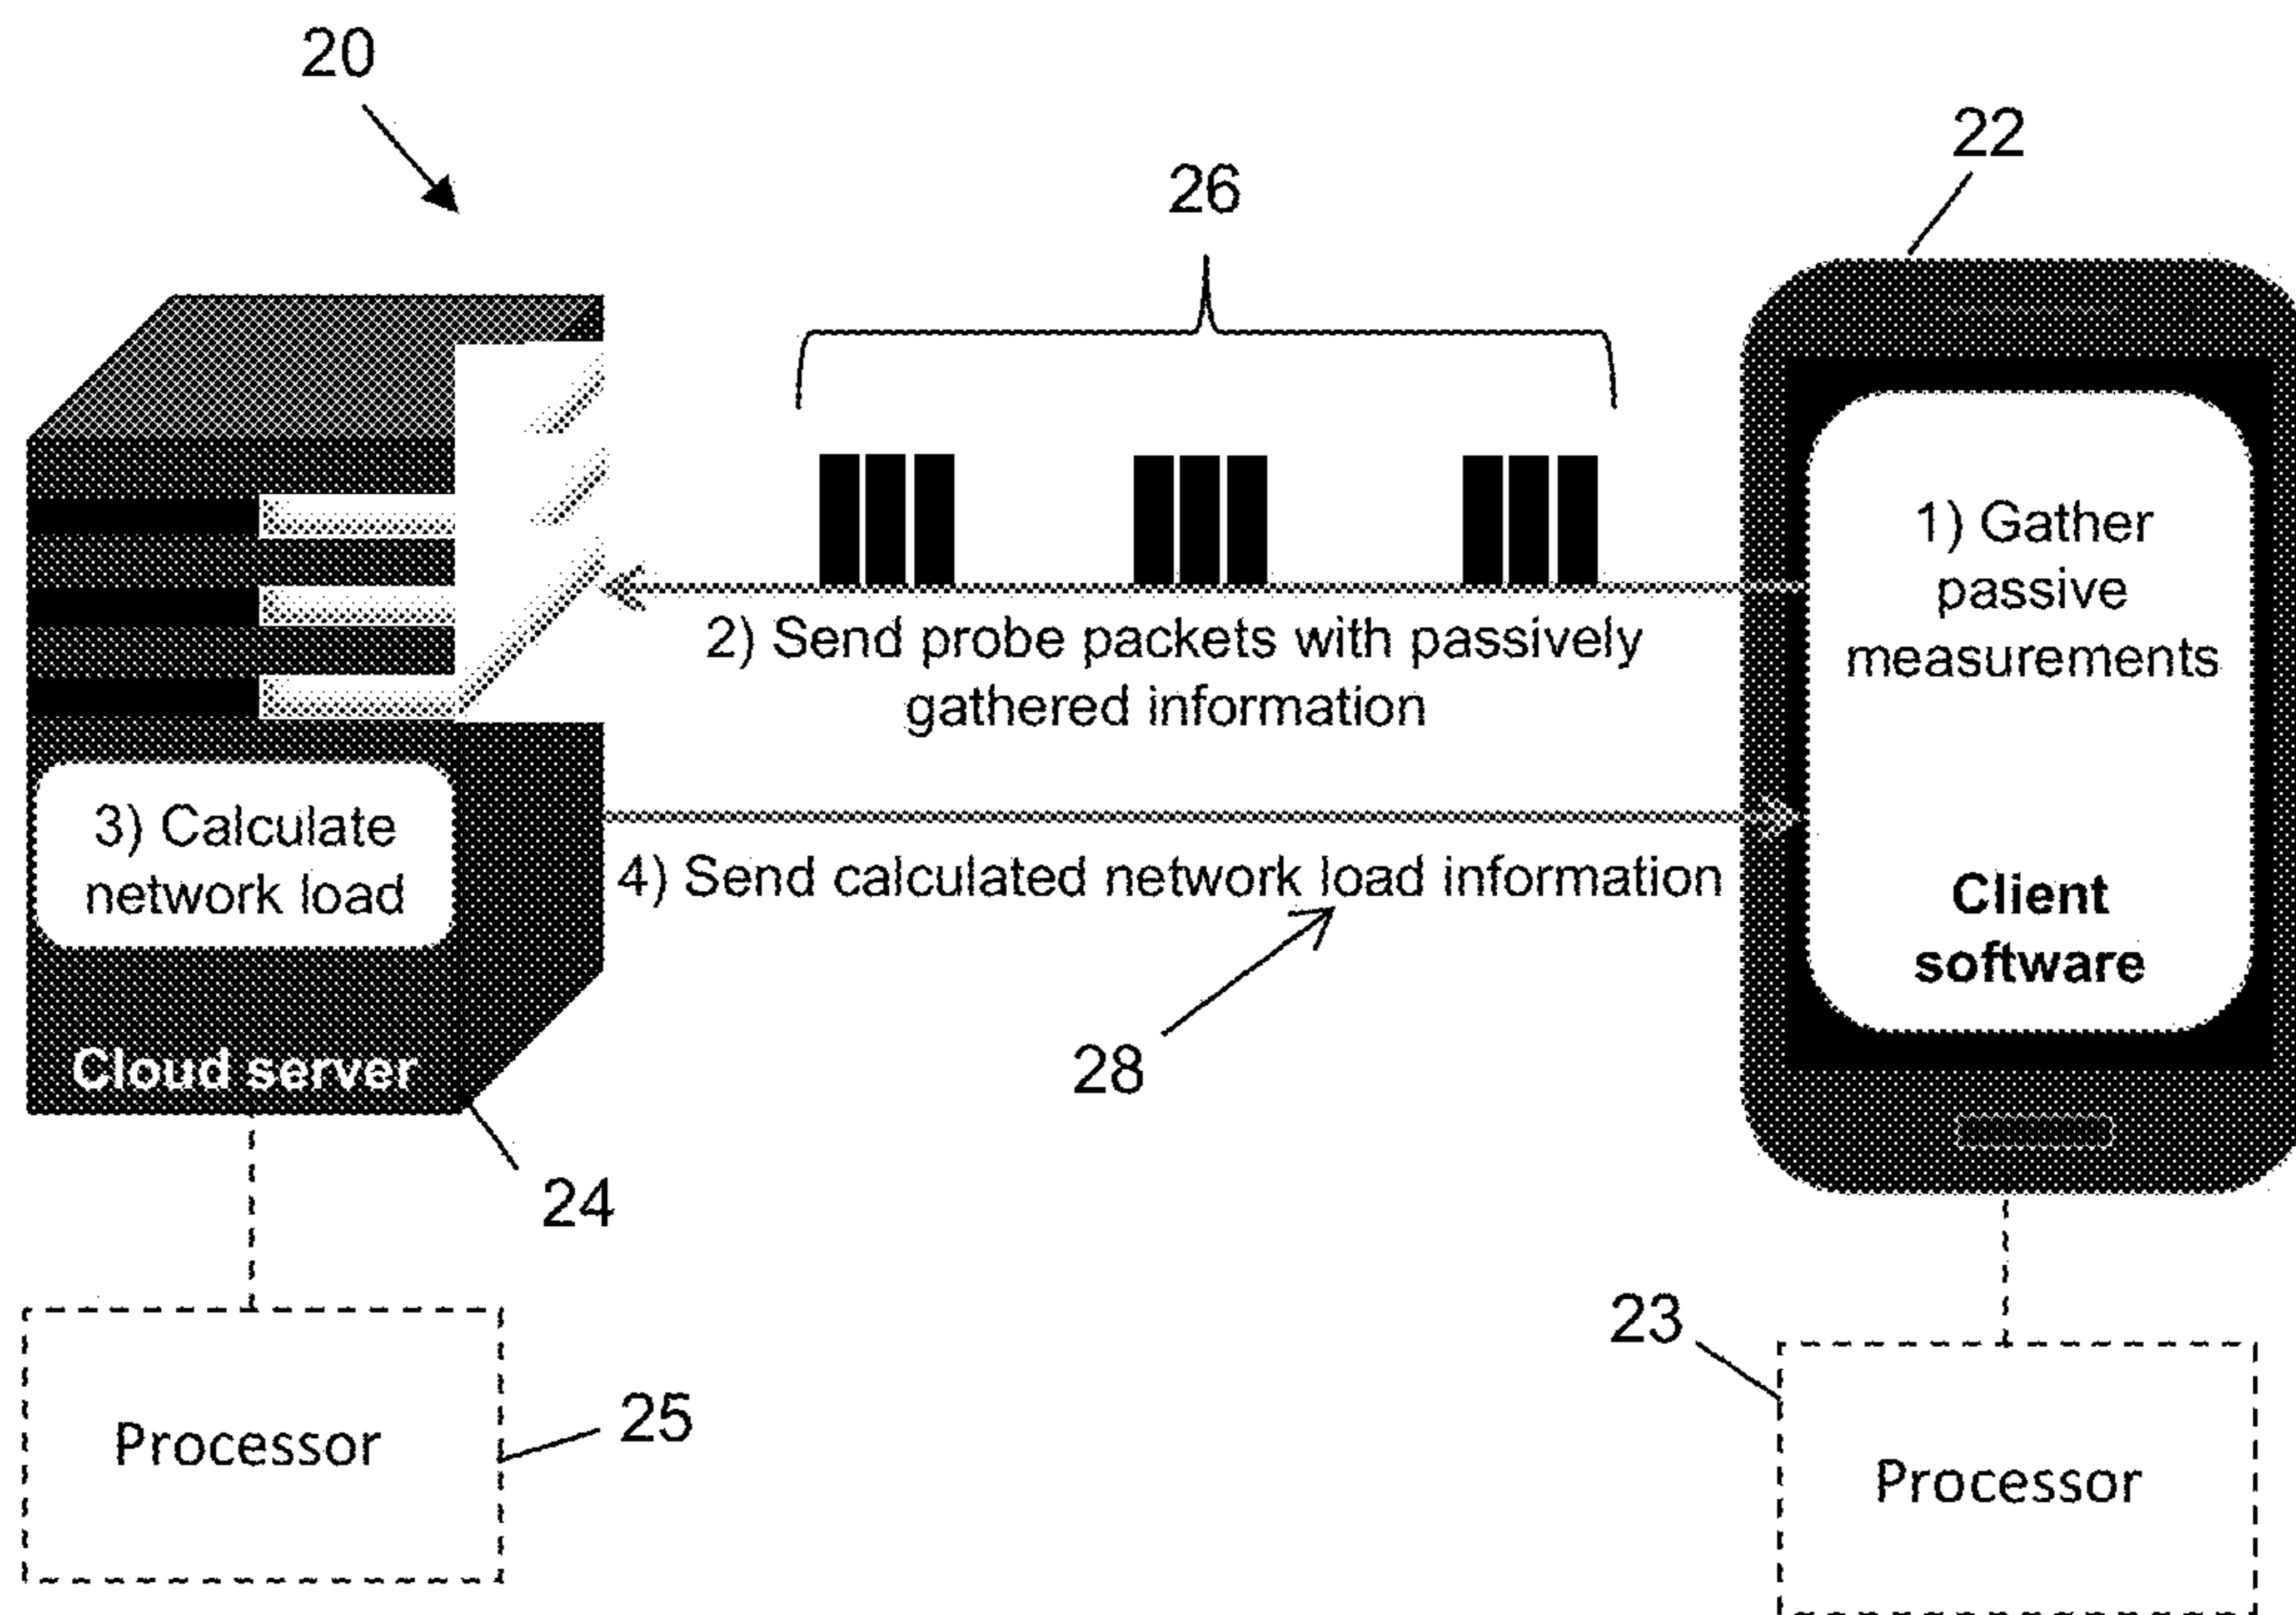 20
22
26
1) Gather
passive
measurements
2) Send probe packets with passively
gathered information
3) Calculate
network load
4) Send calculated network load information
Client
software
28
Cloud server
24
23
25
Processor
Processor